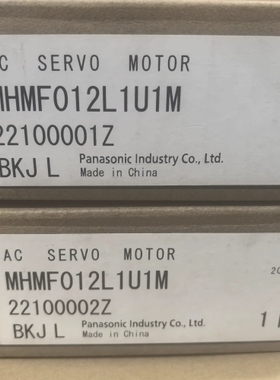 AC SERVO MOTOR
MHMF012L1U1M
22100001Z
BKJ L Panasonic Industry Co., Ltd.
Made in China
AC SERVO MOTOR
MHMF012L1U1M
22100002Z
BKJ L Panasonic Industry Co., Ltd.
Made in China
1